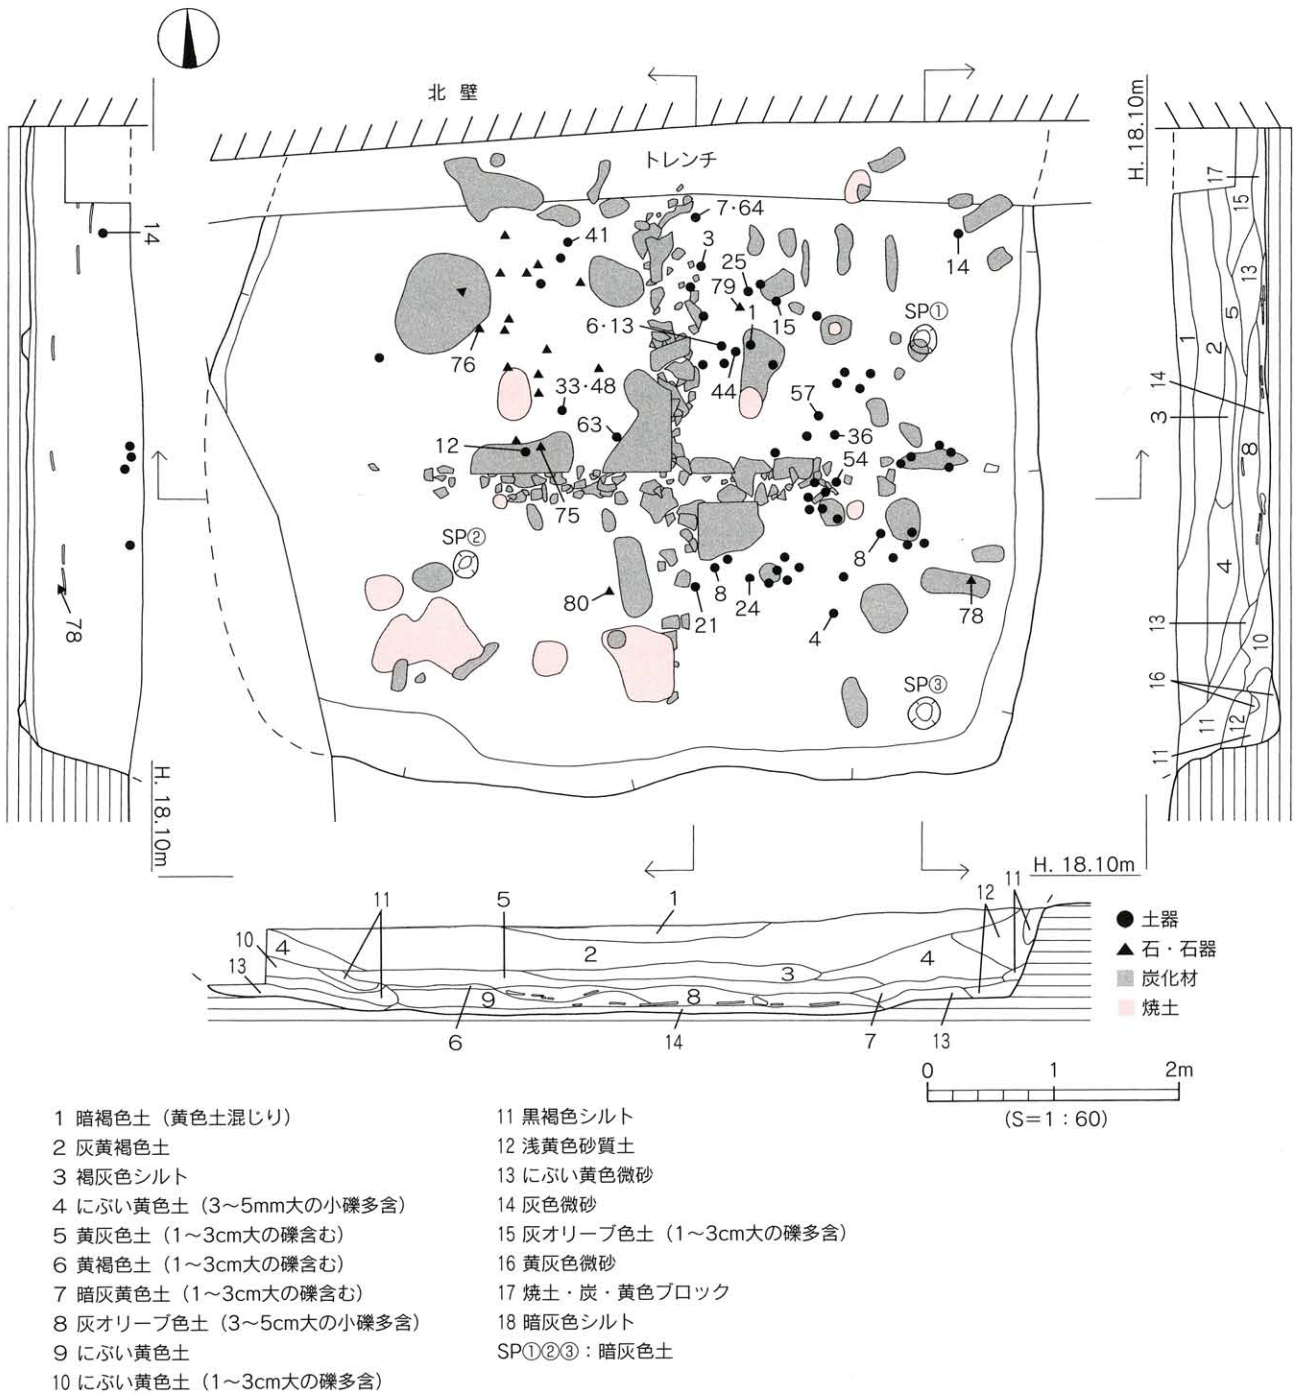 北 壁
トレンチ
H. 18.10m
7・64
41
3
14
14
25
79
15
SP①
6・13
1
76
44
33・48
57
63
36
12
54
75
SP②
8
80
8
24
21
78
4
78
SP③
H. 18.10m
17
15
13
5
1
2
14
3
8
4
13
10
16
11
12
11
H. 18.10m
11
5
1
12
11
10
4
2
4
13
3
9
8
6
14
7
13
● 土器
▲ 石・石器
炭化材
焼土
0 1 2m
(S=1:60)
1 暗褐色土(黄色土混じり)
2 灰黄褐色土
3 褐灰色シルト
4 にぶい黄色土(3~5mm大の小礫多含)
5 黄灰色土(1~3cm大の礫含む)
6 黄褐色土(1~3cm大の礫含む)
7 暗灰黄色土(1~3cm大の礫含む)
8 灰オリーブ色土(3~5cm大の小礫多含)
9 にぶい黄色土
10 にぶい黄色土(1~3cm大の礫多含)
11 黒褐色シルト
12 浅黄色砂質土
13 にぶい黄色微砂
14 灰色微砂
15 灰オリーブ色土(1~3cm大の礫多含)
16 黄灰色微砂
17 焼土・炭・黄色ブロック
18 暗灰色シルト
SP①②③:暗灰色土